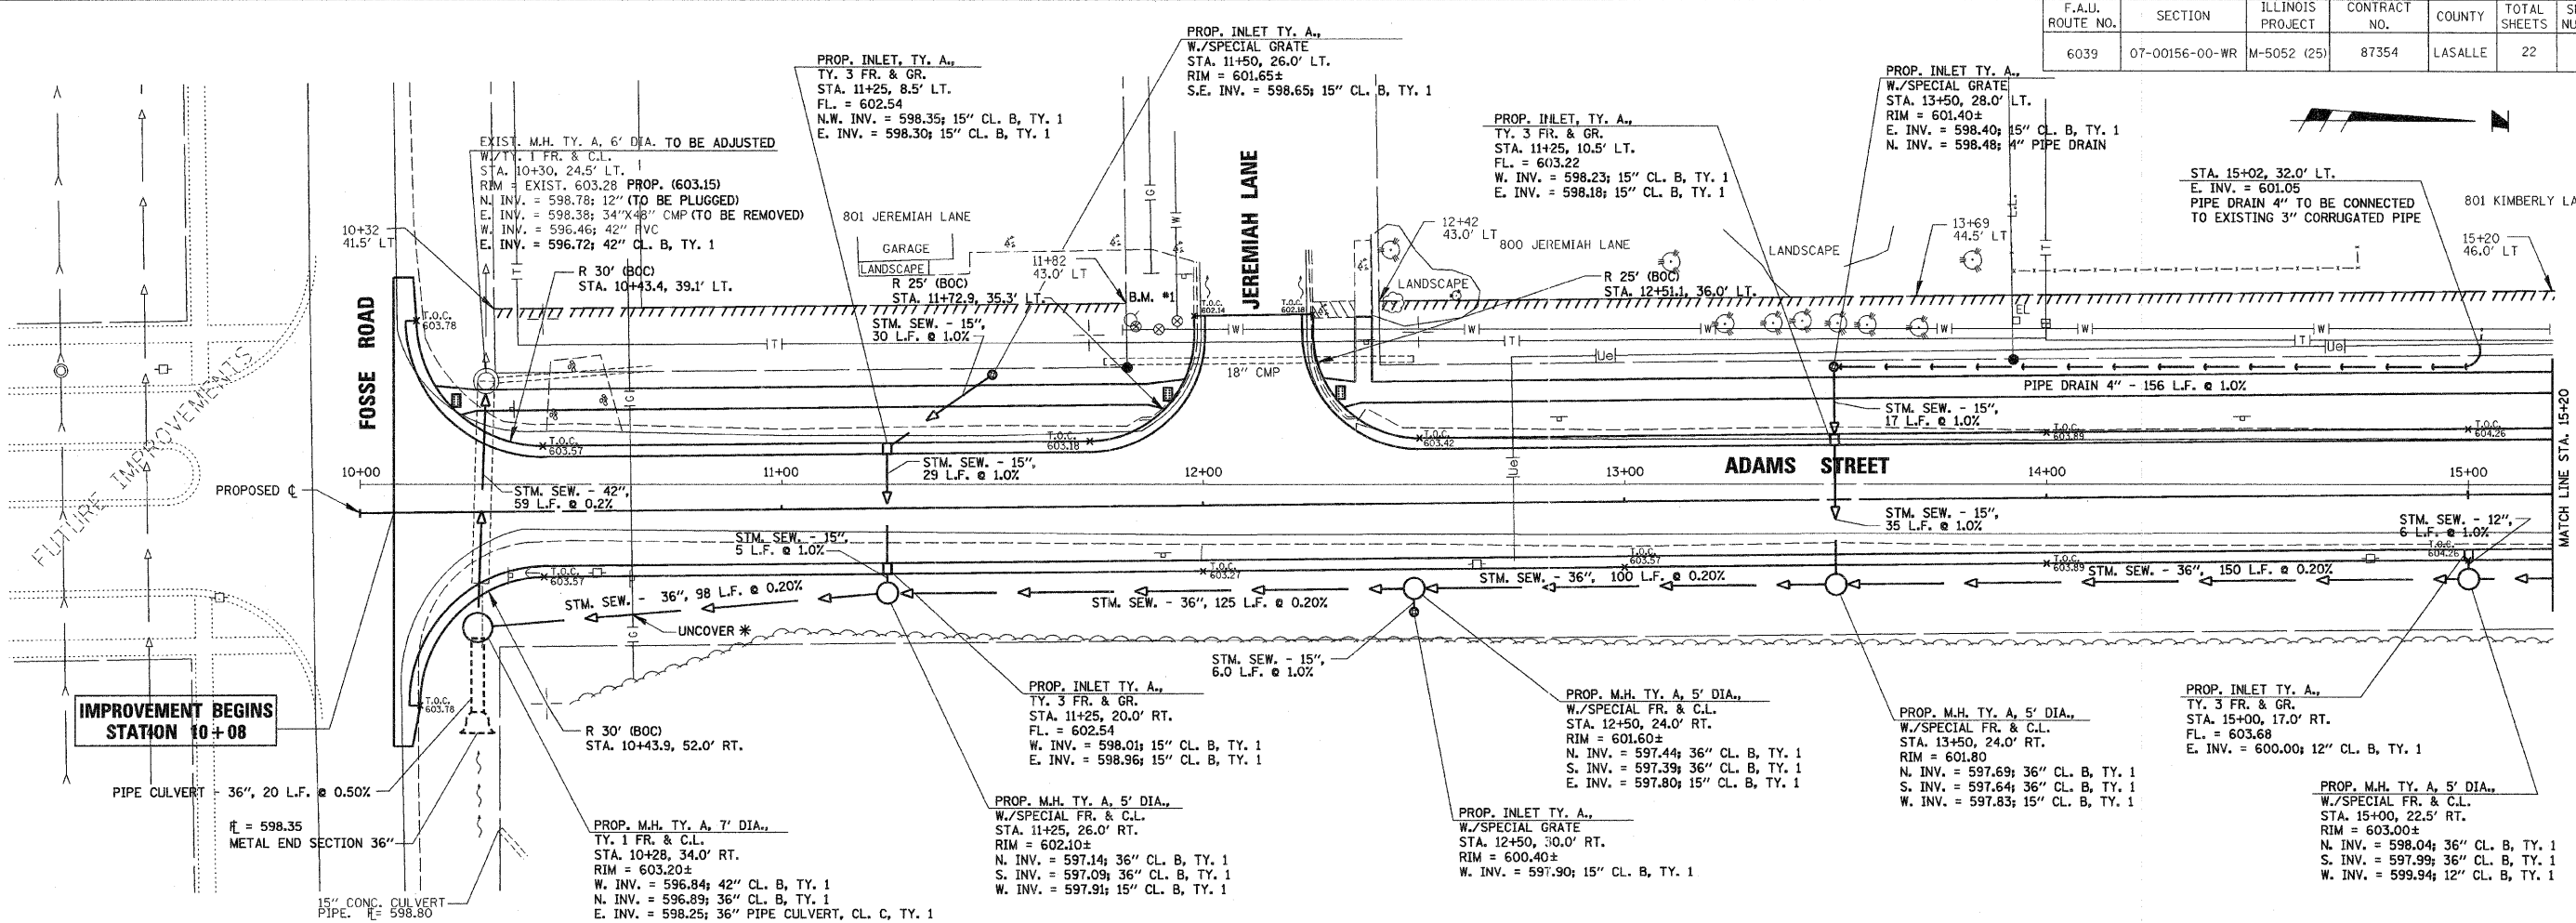 F.A.U. ROUTE NO.
SECTION
ILLINOIS PROJECT
CONTRACT NO.
COUNTY
TOTAL SHEETS
6039
07-00156-00-WR
M-5052 (25)
87354
LASALLE
22
PROP. INLET TY. A.,
W./SPECIAL GRATE
STA. 11+50, 26.0' LT.
RIM = 601.65±
S.E. INV. = 598.65; 15" CL. B, TY. 1
PROP. INLET, TY. A.,
TY. 3 FR. & GR.
STA. 11+25, 8.5' LT.
FL. = 602.54
N.W. INV. = 598.35; 15" CL. B, TY. 1
E. INV. = 598.30; 15" CL. B, TY. 1
PROP. INLET TY. A.,
W./SPECIAL GRATE
STA. 13+50, 28.0' LT.
RIM = 601.40±
E. INV. = 598.40; 15" CL. B, TY. 1
N. INV. = 598.48; 4" PIPE DRAIN
PROP. INLET, TY. A.,
TY. 3 FR. & GR.
STA. 11+25, 10.5' LT.
FL. = 603.22
W. INV. = 598.23; 15" CL. B, TY. 1
E. INV. = 598.18; 15" CL. B, TY. 1
N
EXIST. M.H. TY. A, 6' DIA. TO BE ADJUSTED
W/TY. 1 FR. & C.L.
STA. 10+30, 24.5' LT.
RIM = EXIST. 603.28 PROP. (603.15)
N. INV. = 598.78; 12" (TO BE PLUGGED)
E. INV. = 598.38; 34"X48" CMP (TO BE REMOVED)
W. INV. = 596.46; 42" PVC
E. INV. = 596.72; 42" CL. B, TY. 1
STA. 15+02, 32.0' LT.
E. INV. = 601.05
PIPE DRAIN 4" TO BE CONNECTED
TO EXISTING 3" CORRUGATED PIPE
801 KIMBERLY LA
10+32
41.5' LT
801 JEREMIAH LANE
GARAGE
LANDSCAPE
11+82
43.0' LT
JEREMIAH LANE
12+42
43.0' LT
800 JEREMIAH LANE
LANDSCAPE
LANDSCAPE
13+69
44.5' LT
15+20
46.0' LT
R 30' (BOC)
STA. 10+43.4, 39.1' LT.
R 25' (BOC)
STA. 11+72.9, 35.3' LT.
B.M. #1
R 25' (BOC)
STA. 12+51.1, 36.0' LT.
T.O.C.
602.14
T.O.C.
602.18
EL
FOSSE ROAD
T.O.C.
603.78
STM. SEW. - 15",
30 L.F. @ 1.0%
18" CMP
PIPE DRAIN 4" - 156 L.F. @ 1.0%
FUTURE IMPROVEMENTS
STM. SEW. - 15",
17 L.F. @ 1.0%
T.O.C.
603.57
T.O.C.
603.18
T.O.C.
603.42
T.O.C.
603.89
T.O.C.
604.26
10+00
11+00
12+00
13+00
ADAMS STREET
14+00
15+00
STM. SEW. - 15",
29 L.F. @ 1.0%
PROPOSED ℄
STM. SEW. - 42",
59 L.F. @ 0.2%
STM. SEW. - 15",
35 L.F. @ 1.0%
STM. SEW. - 12",
6 L.F. @ 1.0%
MATCH LINE STA. 15+20
STM. SEW. - 15",
5 L.F. @ 1.0%
T.O.C.
603.57
T.O.C.
603.27
T.O.C.
603.57
T.O.C.
603.89
T.O.C.
604.26
STM. SEW. - 36", 98 L.F. @ 0.20%
STM. SEW. - 36", 125 L.F. @ 0.20%
STM. SEW. - 36", 100 L.F. @ 0.20%
STM. SEW. - 36", 150 L.F. @ 0.20%
UNCOVER *
STM. SEW. - 15",
6.0 L.F. @ 1.0%
IMPROVEMENT BEGINS
STATION 10+08
T.O.C.
603.78
R 30' (BOC)
STA. 10+43.9, 52.0' RT.
PIPE CULVERT - 36", 20 L.F. @ 0.50%
FL = 598.35
METAL END SECTION 36"
15" CONC. CULVERT
PIPE. FL= 598.80
PROP. M.H. TY. A, 7' DIA.,
TY. 1 FR. & C.L.
STA. 10+28, 34.0' RT.
RIM = 603.20±
W. INV. = 596.84; 42" CL. B, TY. 1
N. INV. = 596.89; 36" CL. B, TY. 1
E. INV. = 598.25; 36" PIPE CULVERT, CL. C, TY. 1
PROP. INLET TY. A.,
TY. 3 FR. & GR.
STA. 11+25, 20.0' RT.
FL. = 602.54
W. INV. = 598.01; 15" CL. B, TY. 1
E. INV. = 598.96; 15" CL. B, TY. 1
PROP. M.H. TY. A, 5' DIA.,
W./SPECIAL FR. & C.L.
STA. 11+25, 26.0' RT.
RIM = 602.10±
N. INV. = 597.14; 36" CL. B, TY. 1
S. INV. = 597.09; 36" CL. B, TY. 1
W. INV. = 597.91; 15" CL. B, TY. 1
PROP. M.H. TY. A, 5' DIA.,
W./SPECIAL FR. & C.L.
STA. 12+50, 24.0' RT.
RIM = 601.60±
N. INV. = 597.44; 36" CL. B, TY. 1
S. INV. = 597.39; 36" CL. B, TY. 1
E. INV. = 597.80; 15" CL. B, TY. 1
PROP. INLET TY. A.,
W./SPECIAL GRATE
STA. 12+50, 30.0' RT.
RIM = 600.40±
W. INV. = 597.90; 15" CL. B, TY. 1
PROP. M.H. TY. A, 5' DIA.,
W./SPECIAL FR. & C.L.
STA. 13+50, 24.0' RT.
RIM = 601.80
N. INV. = 597.69; 36" CL. B, TY. 1
S. INV. = 597.64; 36" CL. B, TY. 1
W. INV. = 597.83; 15" CL. B, TY. 1
PROP. INLET TY. A.,
TY. 3 FR. & GR.
STA. 15+00, 17.0' RT.
FL. = 603.68
E. INV. = 600.00; 12" CL. B, TY. 1
PROP. M.H. TY. A, 5' DIA.,
W./SPECIAL FR. & C.L.
STA. 15+00, 22.5' RT.
RIM = 603.00±
N. INV. = 598.04; 36" CL. B, TY. 1
S. INV. = 597.99; 36" CL. B, TY. 1
W. INV. = 599.94; 12" CL. B, TY. 1